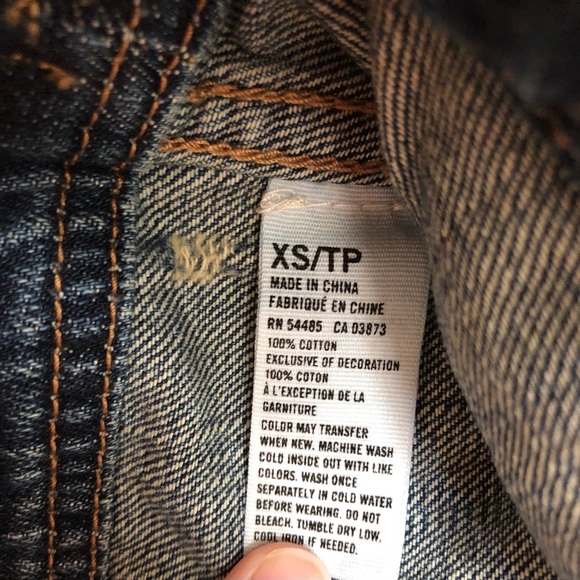 XS/TP
MADE IN CHINA
FABRIQUÉ EN CHINE
RN 54485 CA 03873
100% COTTON
EXCLUSIVE OF DECORATION
100% COTON
À L'EXCEPTION DE LA
GARNITURE
COLOR MAY TRANSFER
WHEN NEW. MACHINE WASH
COLD INSIDE OUT WITH LIKE
COLORS. WASH ONCE
SEPARATELY IN COLD WATER
BEFORE WEARING. DO NOT
BLEACH. TUMBLE DRY LOW.
COOL IRON IF NEEDED.